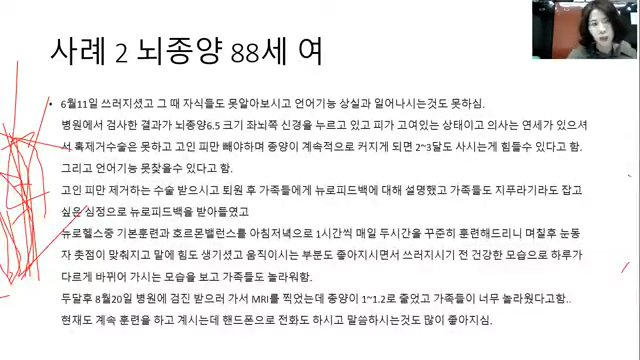 사례 2 뇌종양 88세 여
• 6월11일 쓰러지셨고 그 때 자식들도 못알아보시고 언어기능 상실과 일어나시는것도 못하심.
병원에서 검사한 결과가 뇌종양6.5 크기 좌뇌쪽 신경을 누르고 있고 피가 고여있는 상태이고 의사는 연세가 있으셔
서 혹제거수술은 못하고 고인 피만 빼야하며 종양이 계속적으로 커지게 되면 2~3달도 사시는게 힘들수 있다고 함.
그리고 언어기능 못찾을수 있다고 함.
고인 피만 제거하는 수술 받으시고 퇴원 후 가족들에게 뉴로피드백에 대해 설명했고 가족들도 지푸라기라도 잡고
싶은 심정으로 뉴로피드백을 받아들였고
뉴로헬스중 기본훈련과 호르몬밸런스를 아침저녁으로 1시간씩 매일 두시간을 꾸준히 훈련해드리니 며칠후 눈동
자 촛점이 맞춰지고 말에 힘도 생기셨고 움직이시는 부분도 좋아지시면서 쓰러지시기 전 건강한 모습으로 하루가
다르게 바뀌어 가시는 모습을 보고 가족들도 놀라워함.
두달후 8월20일 병원에 검진 받으러 가서 MRI를 찍었는데 종양이 1~1.2로 줄었고 가족들이 너무 놀라웠다고함..
현재도 계속 훈련을 하고 계시는데 핸드폰으로 전화도 하시고 말씀하시는것도 많이 좋아지심.